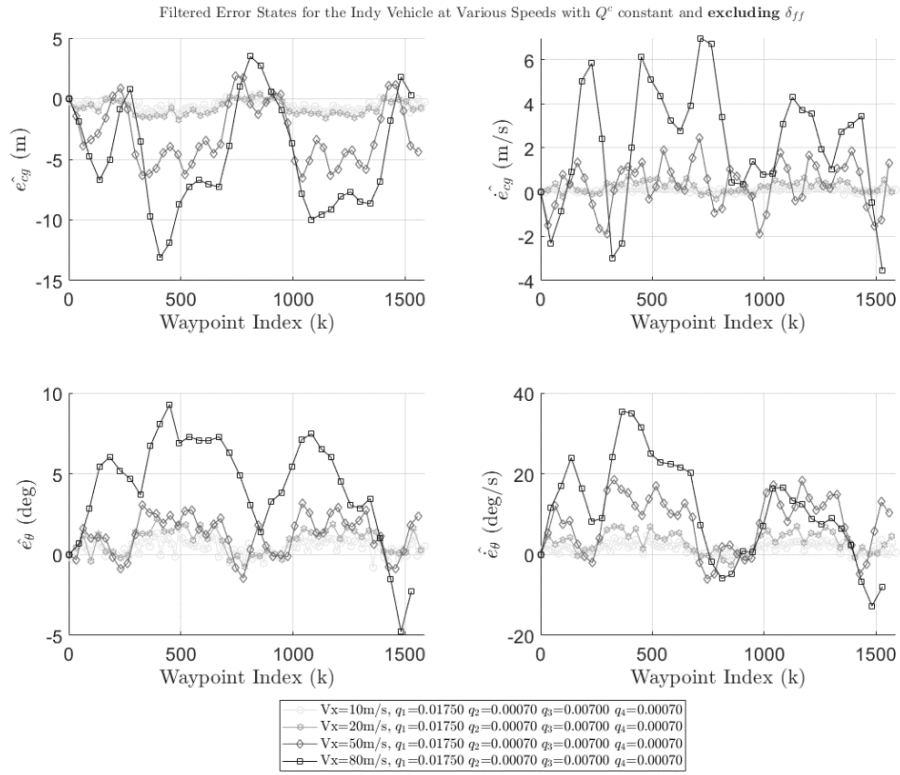 Filtered Error States for the Indy Vehicle at Various Speeds with Q^c constant and excluding δ_ff
5
0
-5
-10
-15
ê_cg (m)
0 500 1000 1500
Waypoint Index (k)
6
4
2
0
-2
-4
ė̂_cg (m/s)
0 500 1000 1500
Waypoint Index (k)
10
5
0
-5
ê_θ (deg)
0 500 1000 1500
Waypoint Index (k)
40
20
0
-20
ė̂_θ (deg/s)
0 500 1000 1500
Waypoint Index (k)
Vx=10m/s, q₁=0.01750 q₂=0.00070 q₃=0.00700 q₄=0.00070
Vx=20m/s, q₁=0.01750 q₂=0.00070 q₃=0.00700 q₄=0.00070
Vx=50m/s, q₁=0.01750 q₂=0.00070 q₃=0.00700 q₄=0.00070
Vx=80m/s, q₁=0.01750 q₂=0.00070 q₃=0.00700 q₄=0.00070